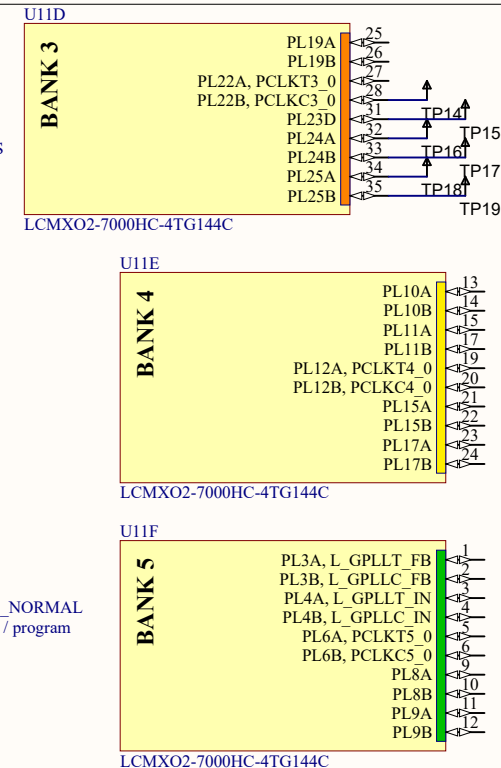 U11D
BANK 3
PL19A 25
PL19B 26
PL22A, PCLKT3_0 27
PL22B, PCLKC3_0 28
PL23D 31
PL24A 32
PL24B 33
PL25A 34
PL25B 35
TP14
TP15
TP16
TP17
TP18
TP19
S
LCMXO2-7000HC-4TG144C
U11E
BANK 4
PL10A 13
PL10B 14
PL11A 15
PL11B 17
PL12A, PCLKT4_0 19
PL12B, PCLKC4_0 20
PL15A 21
PL15B 22
PL17A 23
PL17B 24
LCMXO2-7000HC-4TG144C
U11F
BANK 5
PL3A, L_GPLLT_FB 1
PL3B, L_GPLLC_FB 2
PL4A, L_GPLLT_IN 3
PL4B, L_GPLLC_IN 4
PL6A, PCLKT5_0 5
PL6B, PCLKC5_0 6
PL8A 9
PL8B 10
PL9A 11
PL9B 12
_NORMAL
/ program
LCMXO2-7000HC-4TG144C